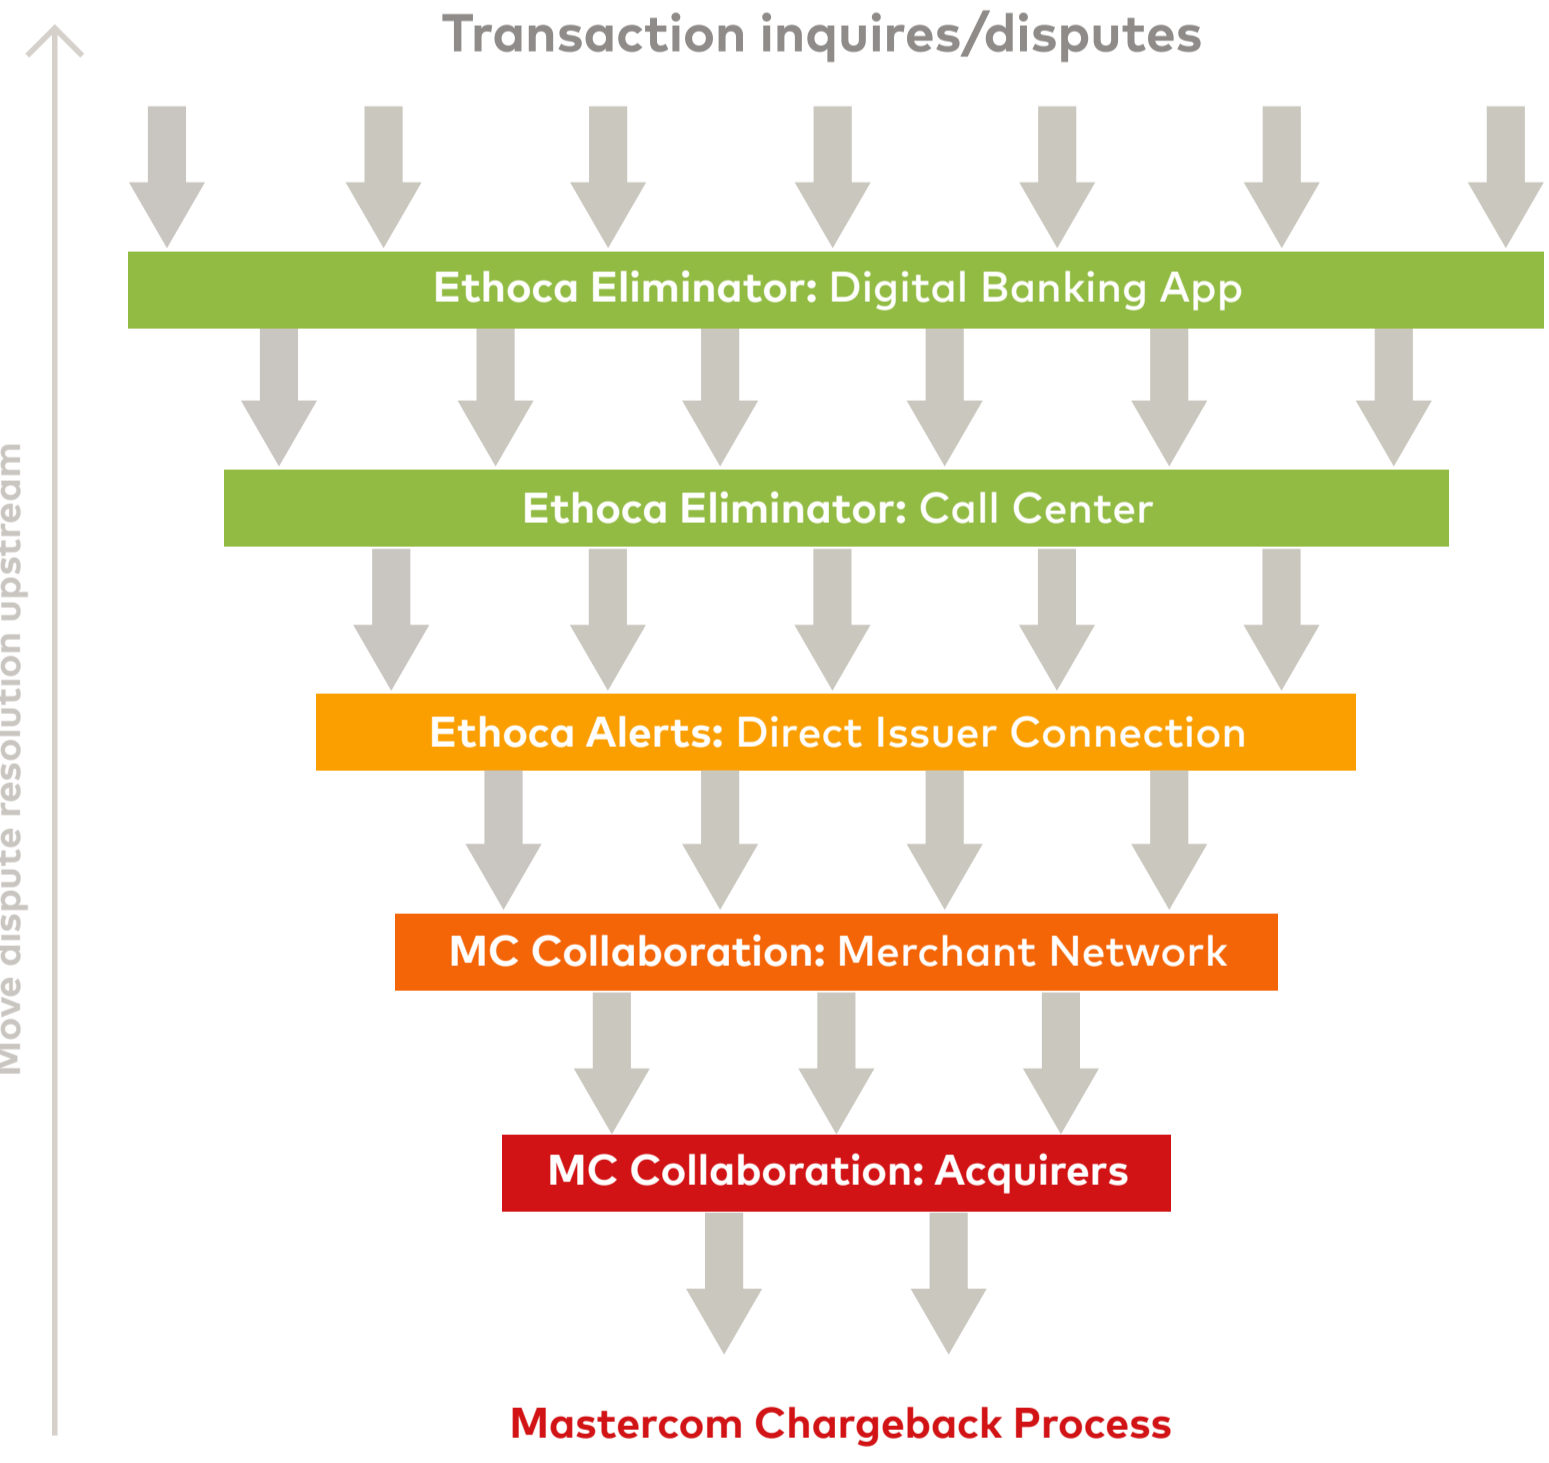 Transaction inquires/disputes
Ethoca Eliminator: Digital Banking App
Ethoca Eliminator: Call Center
Ethoca Alerts: Direct Issuer Connection
MC Collaboration: Merchant Network
MC Collaboration: Acquirers
Mastercom Chargeback Process
Move dispute resolution upstream